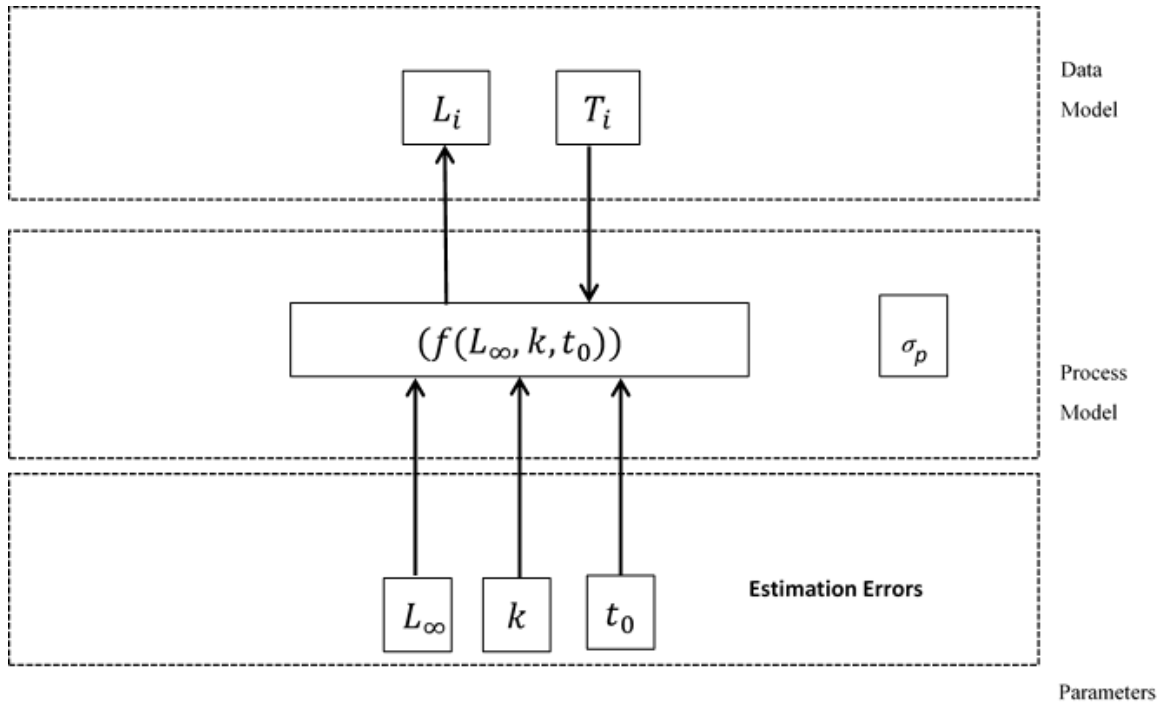 L_i
T_i
Data
Model
(f(L_∞, k, t_0))
σ_p
Process
Model
L_∞
k
t_0
Estimation Errors
Parameters